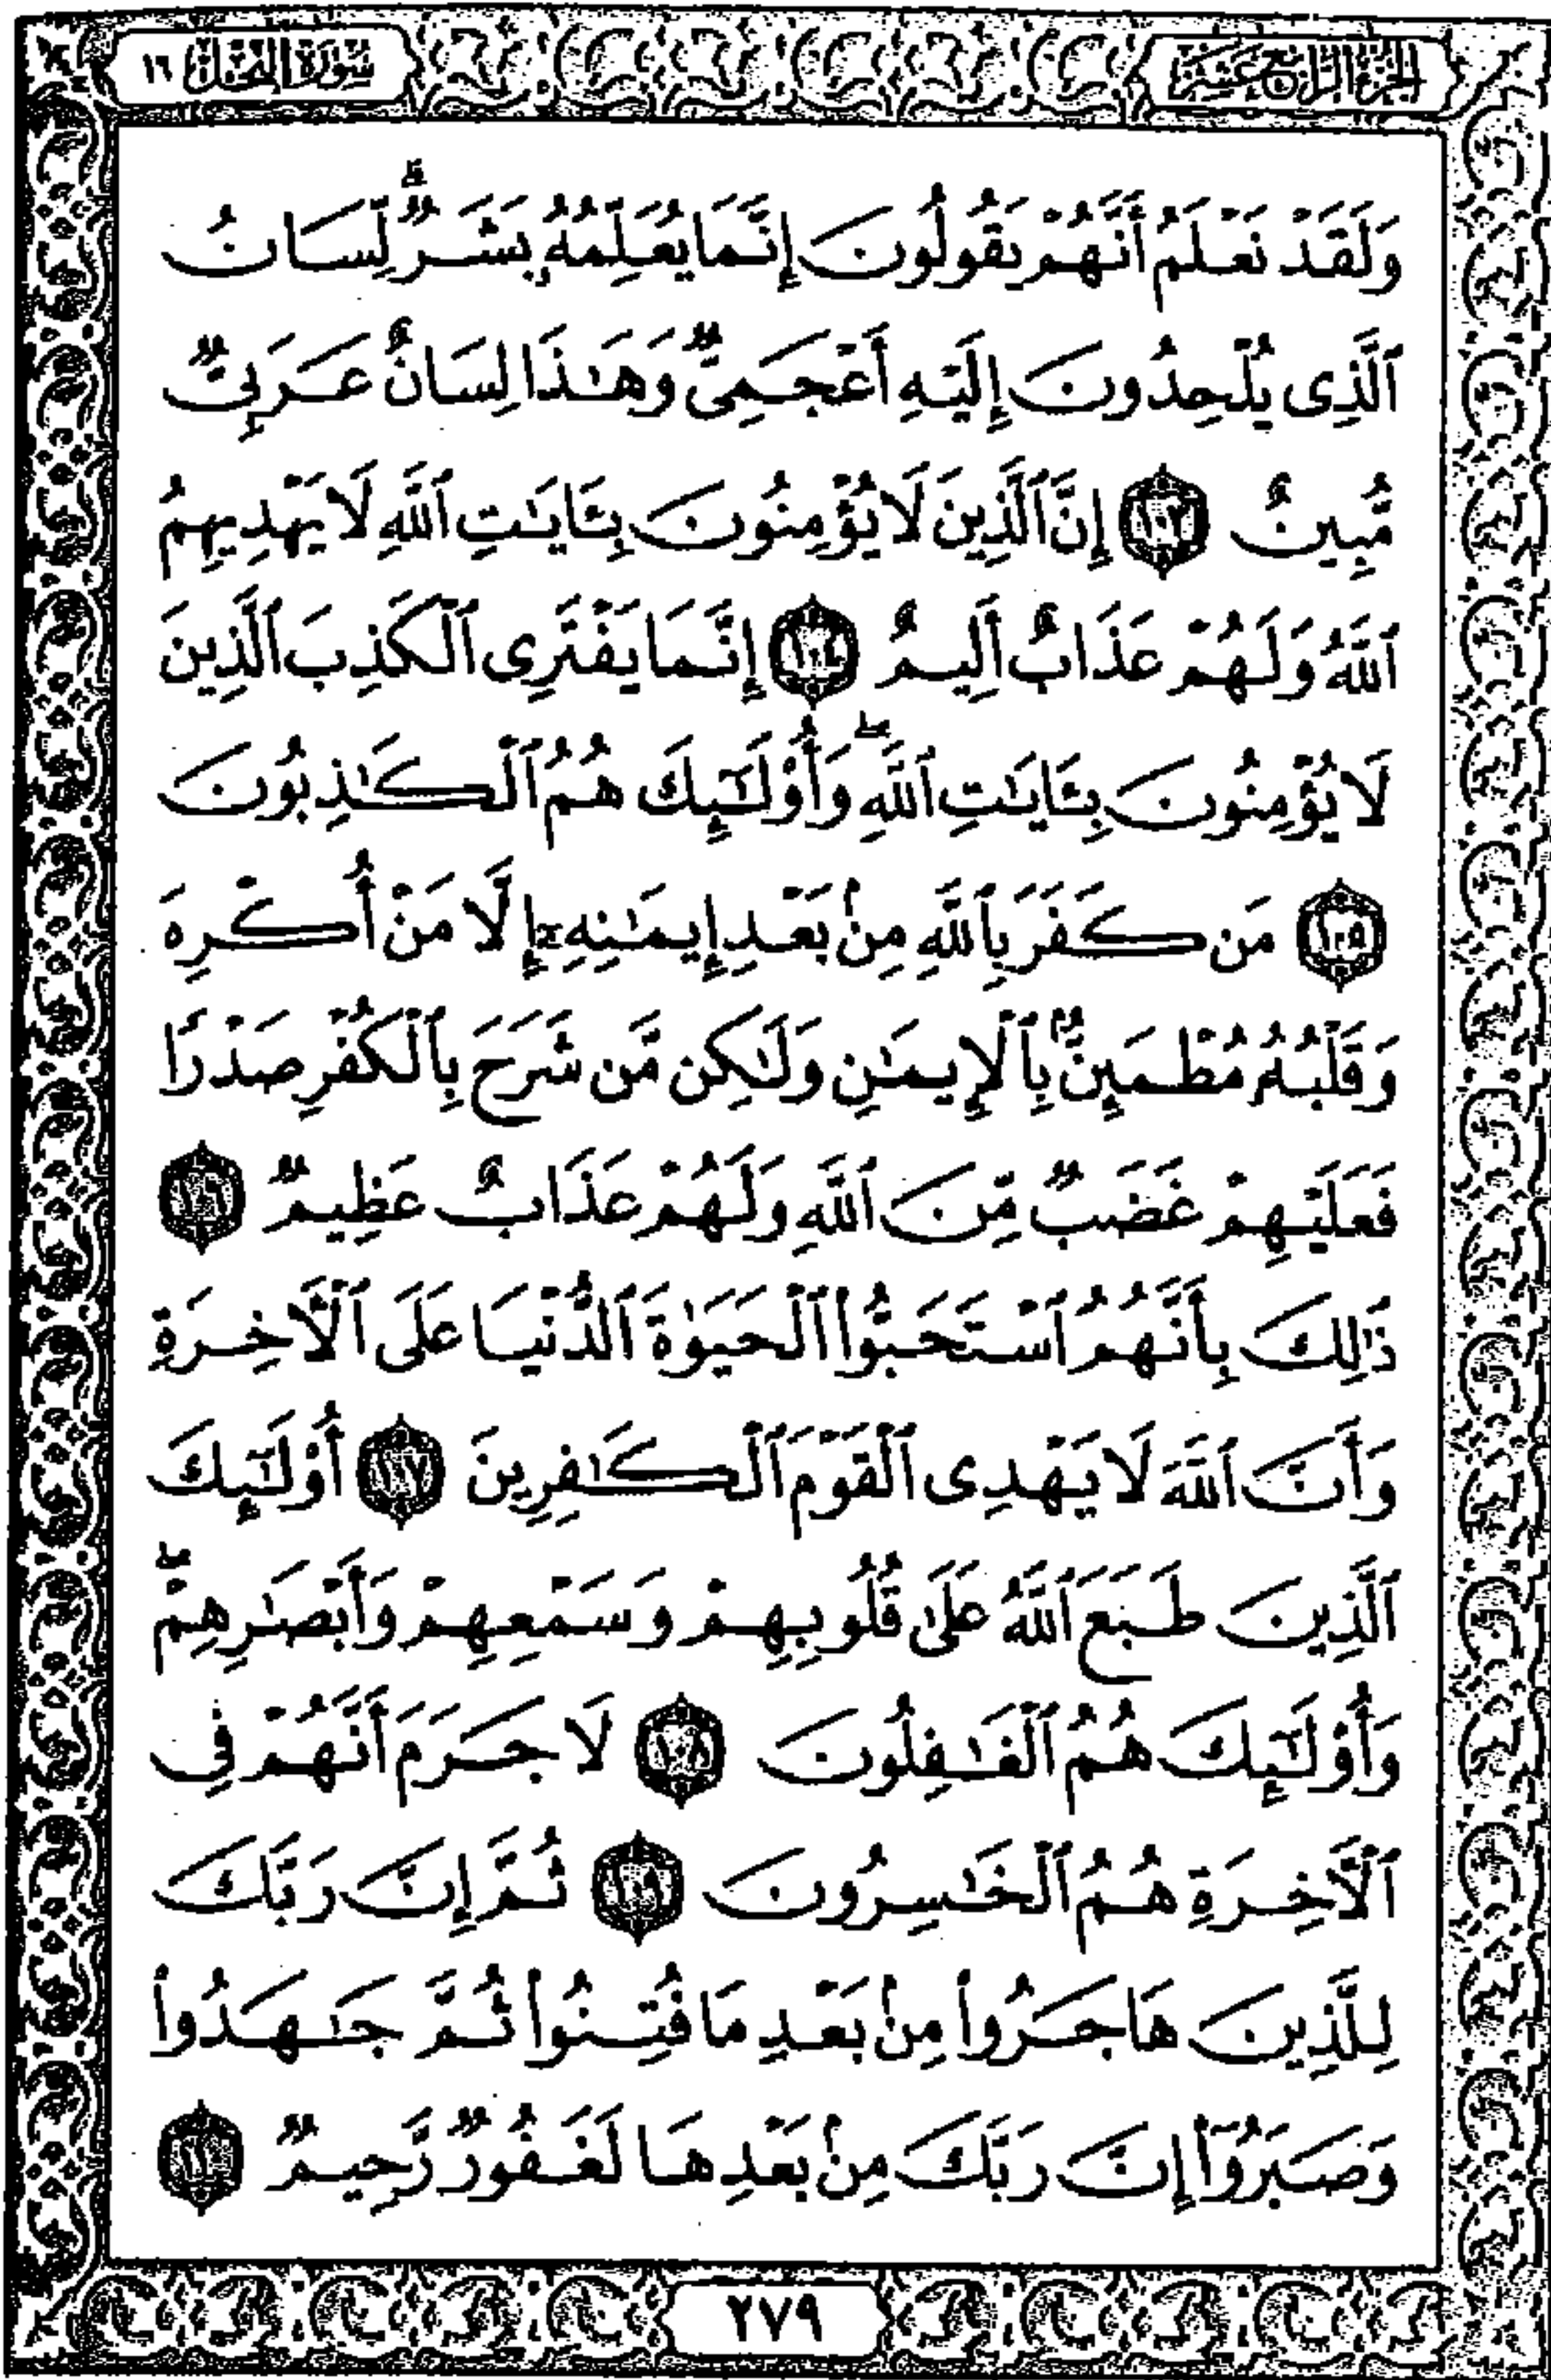 الجزء الرابع عشر
سورة النحل ١٦
وَلَقَدْ نَعْلَمُ أَنَّهُمْ يَقُولُونَ إِنَّمَا يُعَلِّمُهُۥ بَشَرٌ ۗ لِّسَانُ
ٱلَّذِى يُلْحِدُونَ إِلَيْهِ أَعْجَمِىٌّ وَهَـٰذَا لِسَانٌ عَرَبِىٌّ
مُّبِينٌ ١٠٣ إِنَّ ٱلَّذِينَ لَا يُؤْمِنُونَ بِـَٔايَـٰتِ ٱللَّهِ لَا يَهْدِيهِمُ
ٱللَّهُ وَلَهُمْ عَذَابٌ أَلِيمٌ ١٠٤ إِنَّمَا يَفْتَرِى ٱلْكَذِبَ ٱلَّذِينَ
لَا يُؤْمِنُونَ بِـَٔايَـٰتِ ٱللَّهِ ۖ وَأُو۟لَـٰٓئِكَ هُمُ ٱلْكَـٰذِبُونَ
١٠٥ مَن كَفَرَ بِٱللَّهِ مِنۢ بَعْدِ إِيمَـٰنِهِۦٓ إِلَّا مَنْ أُكْرِهَ
وَقَلْبُهُۥ مُطْمَئِنٌّۢ بِٱلْإِيمَـٰنِ وَلَـٰكِن مَّن شَرَحَ بِٱلْكُفْرِ صَدْرًا
فَعَلَيْهِمْ غَضَبٌ مِّنَ ٱللَّهِ وَلَهُمْ عَذَابٌ عَظِيمٌ ١٠٦
ذَٰلِكَ بِأَنَّهُمُ ٱسْتَحَبُّوا۟ ٱلْحَيَوٰةَ ٱلدُّنْيَا عَلَى ٱلْـَٔاخِرَةِ
وَأَنَّ ٱللَّهَ لَا يَهْدِى ٱلْقَوْمَ ٱلْكَـٰفِرِينَ ١٠٧ أُو۟لَـٰٓئِكَ
ٱلَّذِينَ طَبَعَ ٱللَّهُ عَلَىٰ قُلُوبِهِمْ وَسَمْعِهِمْ وَأَبْصَـٰرِهِمْ ۖ
وَأُو۟لَـٰٓئِكَ هُمُ ٱلْغَـٰفِلُونَ ١٠٨ لَا جَرَمَ أَنَّهُمْ فِى
ٱلْـَٔاخِرَةِ هُمُ ٱلْخَـٰسِرُونَ ١٠٩ ثُمَّ إِنَّ رَبَّكَ
لِلَّذِينَ هَاجَرُوا۟ مِنۢ بَعْدِ مَا فُتِنُوا۟ ثُمَّ جَـٰهَدُوا۟
وَصَبَرُوٓا۟ إِنَّ رَبَّكَ مِنۢ بَعْدِهَا لَغَفُورٌ رَّحِيمٌ ١١٠
٢٧٩